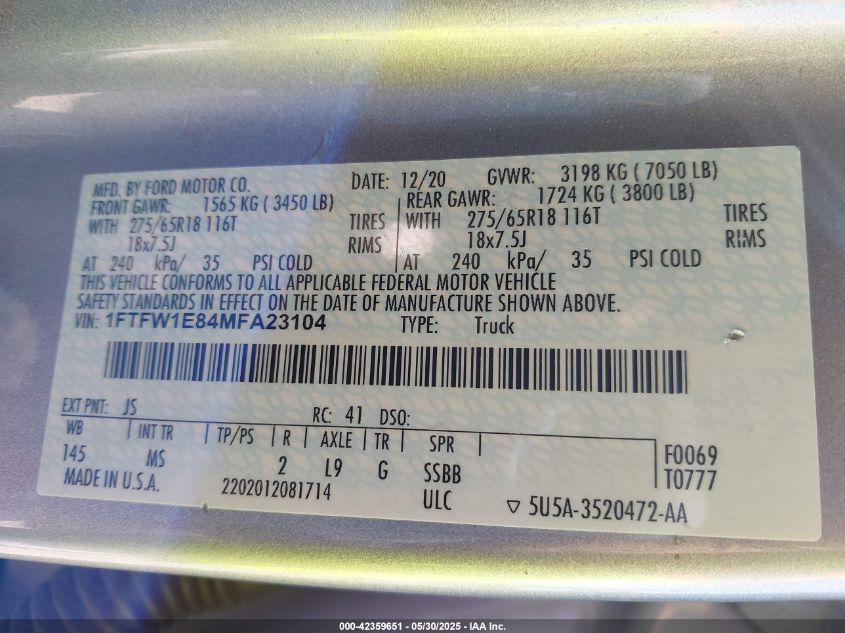 MFD. BY FORD MOTOR CO. DATE: 12/20 GVWR: 3198 KG ( 7050 LB)
FRONT GAWR: 1565 KG ( 3450 LB) REAR GAWR: 1724 KG ( 3800 LB)
WITH 275/65R18 116T TIRES WITH 275/65R18 116T TIRES
18x7.5J RIMS 18x7.5J RIMS
AT 240 kPa/ 35 PSI COLD AT 240 kPa/ 35 PSI COLD
THIS VEHICLE CONFORMS TO ALL APPLICABLE FEDERAL MOTOR VEHICLE
SAFETY STANDARDS IN EFFECT ON THE DATE OF MANUFACTURE SHOWN ABOVE.
VIN: 1FTFW1E84MFA23104 TYPE: Truck
EXT PNT: JS RC: 41 DSO:
WB INT TR TP/PS R AXLE TR SPR F0069
145 MS 2 L9 G SSBB T0777
MADE IN U.S.A. 2202012081714 ULC ▽ 5U5A-3520472-AA
000-42359651 - 05/30/2025 - IAA Inc.